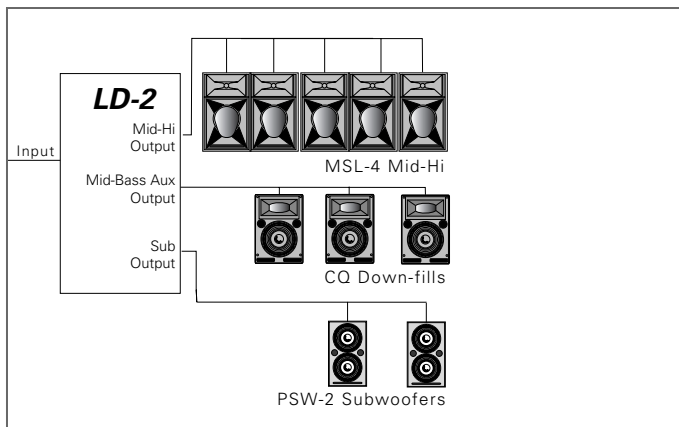 LD-2
Mid-Hi
Output
Input
MSL-4 Mid-Hi
Mid-Bass Aux
Output
Sub
Output
CQ Down-fills
PSW-2 Subwoofers